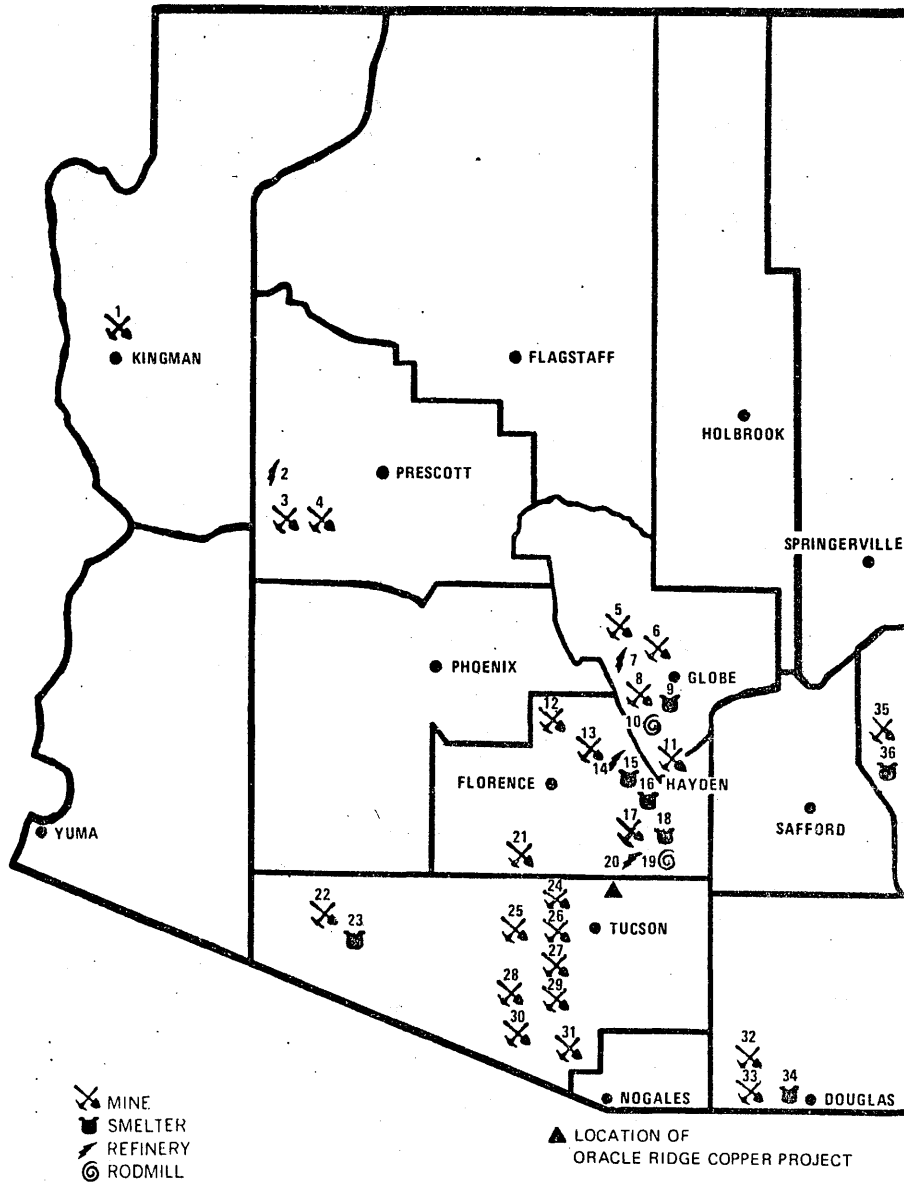 1
KINGMAN
FLAGSTAFF
HOLBROOK
2
PRESCOTT
3 4
SPRINGERVILLE
5
6
7
PHOENIX
GLOBE
8 9
12
10
35
13
11
36
14 15
FLORENCE
HAYDEN
16
SAFFORD
YUMA
17 18
21
20 19
24
22
25 26
23
TUCSON
27
28 29
30
31
32
33 34
NOGALES
DOUGLAS
MINE
SMELTER
REFINERY
RODMILL
LOCATION OF
ORACLE RIDGE COPPER PROJECT